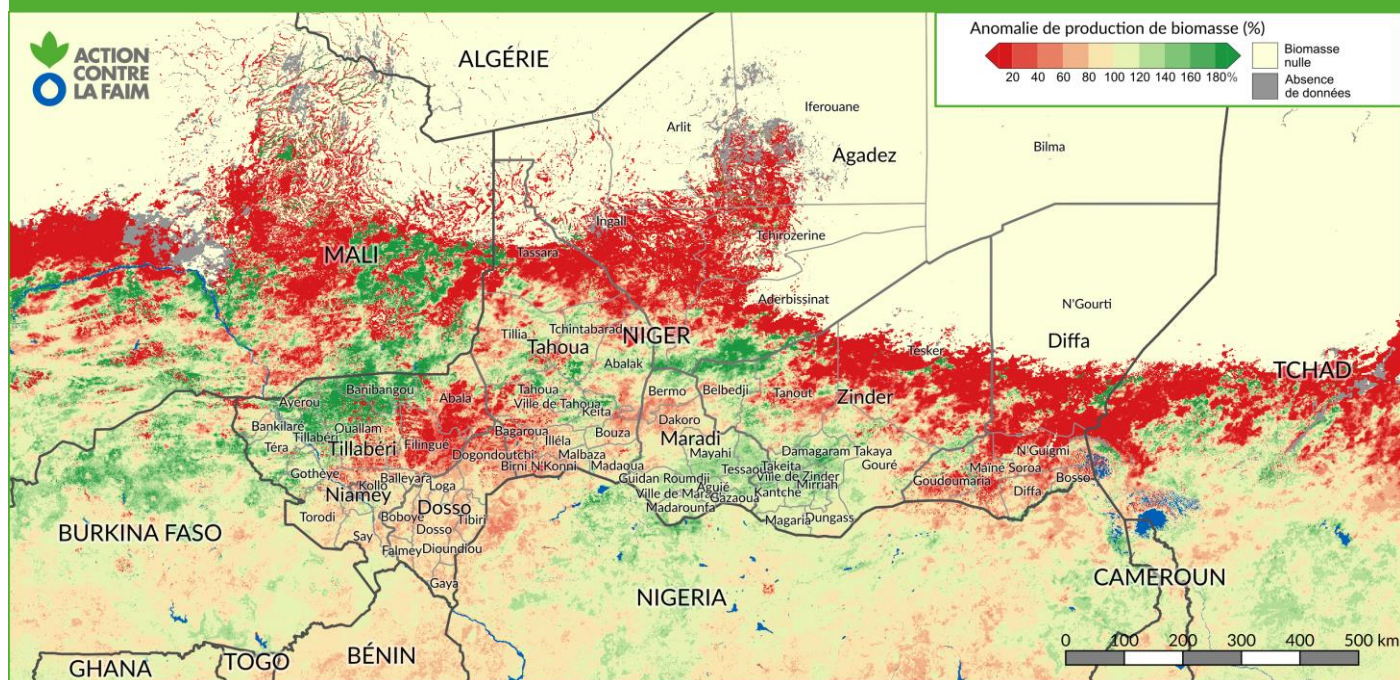 ACTION
CONTRE
LA FAIM
ALGÉRIE
Anomalie de production de biomasse (%)
20 40 60 80 100 120 140 160 180%
Biomasse
nulle
Absence
de données
Iferouane
Arlit
Agadez
Bilma
Ingall
Tchirozerine
MALI
Tassara
Aderbissinat
N'Gourti
Tillia
Tchintabarad
NIGER
Diffa
Tahoua
Abalak
Tesker
TCHAD
Banibangou
Abala
Tahoua
Ville de Tahoua
Keita
Bermo
Belbedji
Tanout
Zinder
Ayerou
Bankilaré
Tillabéri
Ouallam
Téra
Tillabéri
Filingué
Bagaroua
Dogondoutchi
Illéla
Bouza
Dakoro
Maradi
Mayahi
Malbaza
Birni N'Konni
Madaoua
Damagaram Takaya
Gouré
N'Guigmi
Maïné Soroa
Goudoumaria
Bosso
Diffa
Gothèye
Balleyara
Kollo
Loga
Niamey
Dosso
Guidan Roumdji
Tessaoua
Takeita
Ville de Zinder
Mirriah
Ville de Maradi
Aguié
Gazaoua
Kantché
Madarounfa
Magaria
Dungass
Torodi
Say
Boboye
Dosso
Tibiri
Falmey
Dioundiou
Gaya
BURKINA FASO
NIGERIA
CAMEROUN
GHANA
TOGO
BÉNIN
0 100 200 300 400 500 km